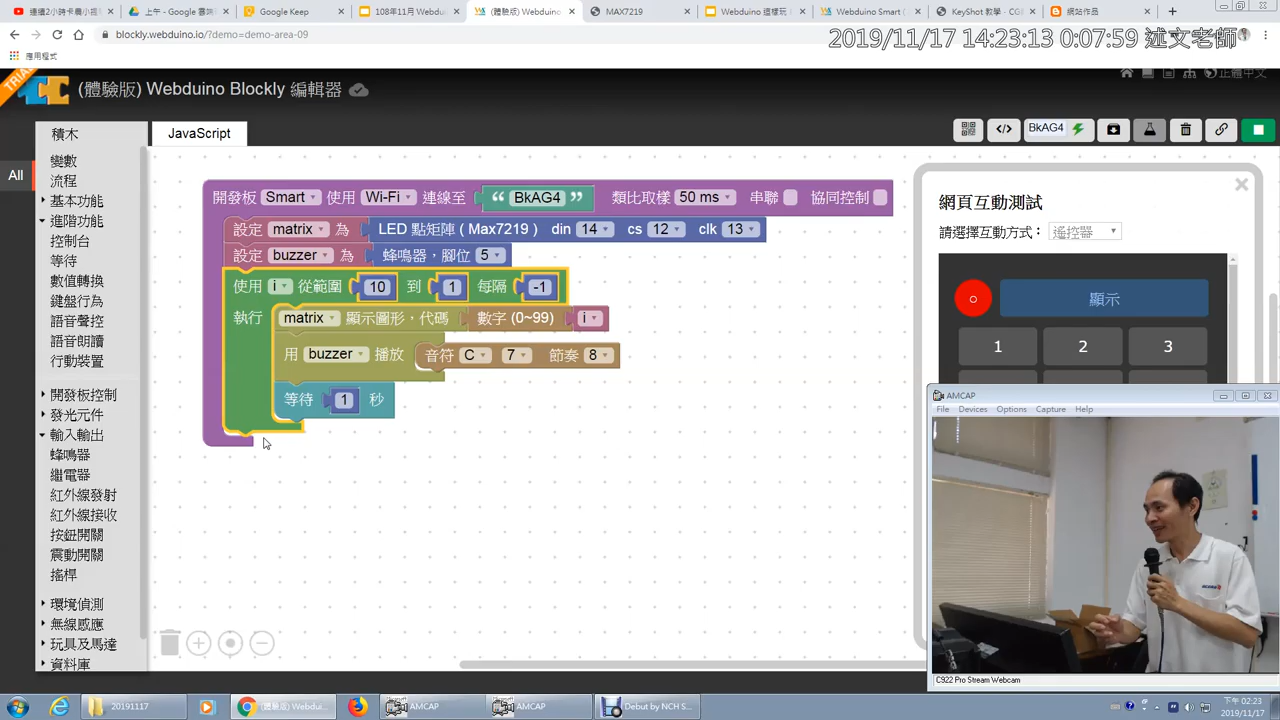 連續2小時卡農小提
上午 - Google 雲端
Google Keep
108年11月 Webdu
(體驗版) Webduino
MAX7219
Webduino 這樣玩
Webduino Smart (
KeyShot 教學 - CG
網站作品
blockly.webduino.io/?demo=demo-area-09
2019/11/17 14:23:13 0:07:59 述文老師
應用程式
TRIAL
(體驗版) Webduino Blockly 編輯器
正體中文
積木
JavaScript
BkAG4
All
變數
流程
基本功能
進階功能
控制台
等待
數值轉換
鍵盤行為
語音聲控
語音朗讀
行動裝置
開發板控制
發光元件
輸入輸出
蜂鳴器
繼電器
紅外線發射
紅外線接收
按鈕開關
震動開關
搖桿
環境偵測
無線感應
玩具及馬達
資料庫
開發板 Smart 使用 Wi-Fi 連線至 “ BkAG4 ” 類比取樣 50 ms 串聯 協同控制
設定 matrix 為 LED 點矩陣 ( Max7219 ) din 14 cs 12 clk 13
設定 buzzer 為 蜂鳴器，腳位 5
使用 i 從範圍 10 到 1 每隔 -1
執行 matrix 顯示圖形，代碼 數字 (0~99) i
用 buzzer 播放 音符 C 7 節奏 8
等待 1 秒
網頁互動測試
請選擇互動方式： 遙控器
顯示
1 2 3
AMCAP
File Devices Options Capture Help
C922 Pro Stream Webcam
20191117
(體驗版) Webdui...
AMCAP
AMCAP
Debut by NCH S...
下午 02:23
2019/11/17